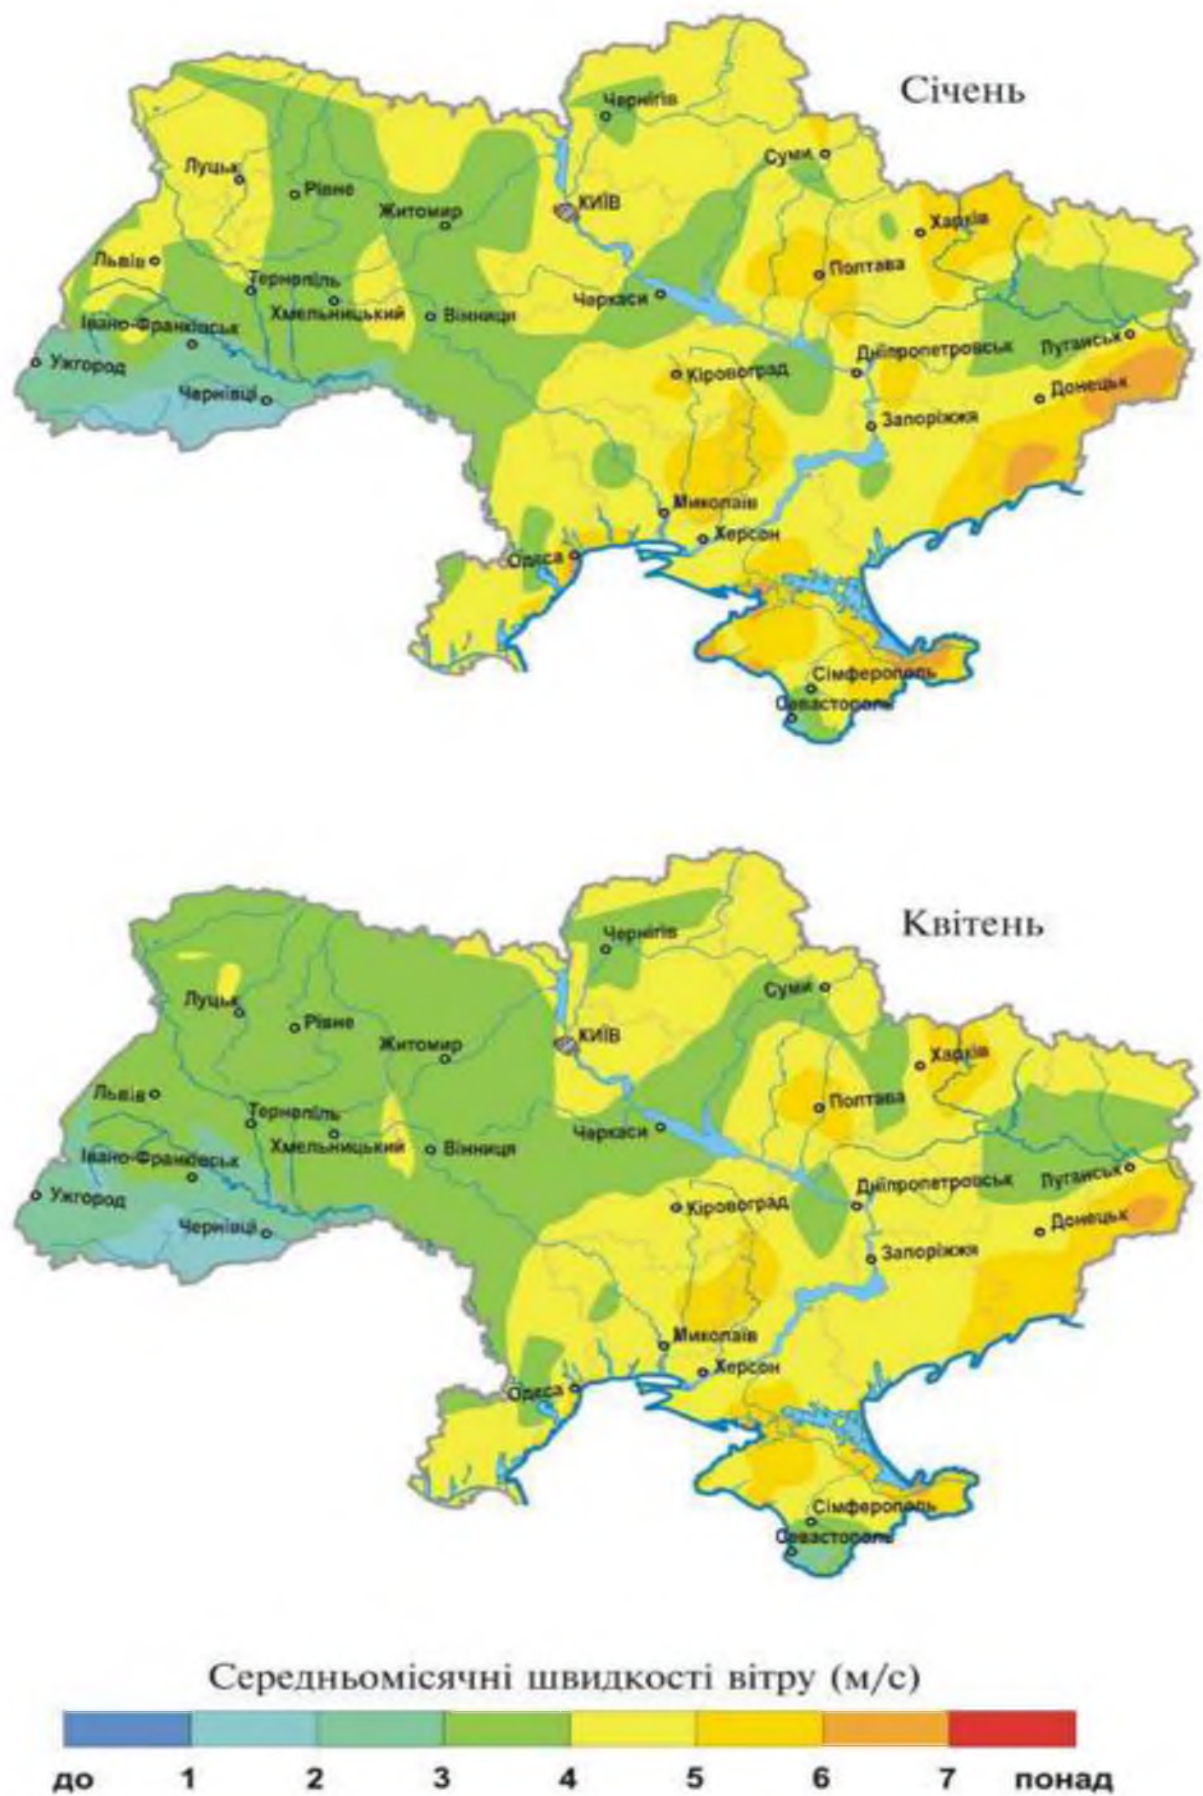 Січень
Чернігів
Суми
Луцьк
Рівне
КИЇВ
Житомир
Харків
Львів
Полтава
Тернопіль
Черкаси
Хмельницький
Вінниця
Івано-Франківськ
Луганськ
Дніпропетровськ
Ужгород
Кіровоград
Донецьк
Чернівці
Запоріжжя
Миколаїв
Херсон
Одеса
Сімферополь
Севастополь
Квітень
Чернігів
Суми
Луцьк
Рівне
КИЇВ
Житомир
Харків
Львів
Полтава
Тернопіль
Черкаси
Хмельницький
Вінниця
Івано-Франківськ
Луганськ
Дніпропетровськ
Ужгород
Кіровоград
Донецьк
Чернівці
Запоріжжя
Миколаїв
Херсон
Одеса
Сімферополь
Севастополь
Середньомісячні швидкості вітру (м/с)
до 1 2 3 4 5 6 7 понад